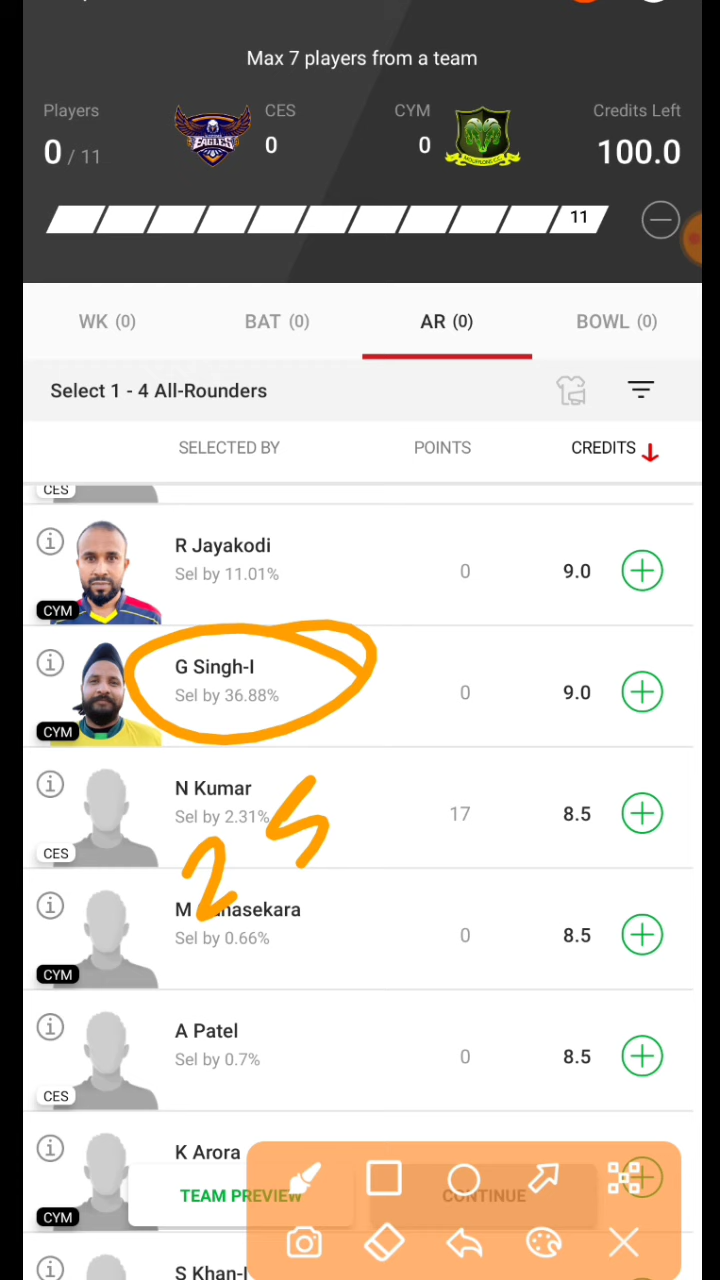 Max 7 players from a team
Players CES CYM Credits Left
0 / 11 EAGLES 0 0 MOUFFLONS C.C. 100.0
11
WK (0) BAT (0) AR (0) BOWL (0)
Select 1 - 4 All-Rounders
SELECTED BY POINTS CREDITS
CES
R Jayakodi
Sel by 11.01% 0 9.0
CYM
G Singh-I
Sel by 36.88% 0 9.0
CYM
N Kumar
Sel by 2.31% 17 8.5
CES
25
M
Sel by 0.66% 0 8.5
CYM
A Patel
Sel by 0.7% 0 8.5
CES
K Arora
TEAM PREVIEW CONTINUE
CYM
S Khan-I